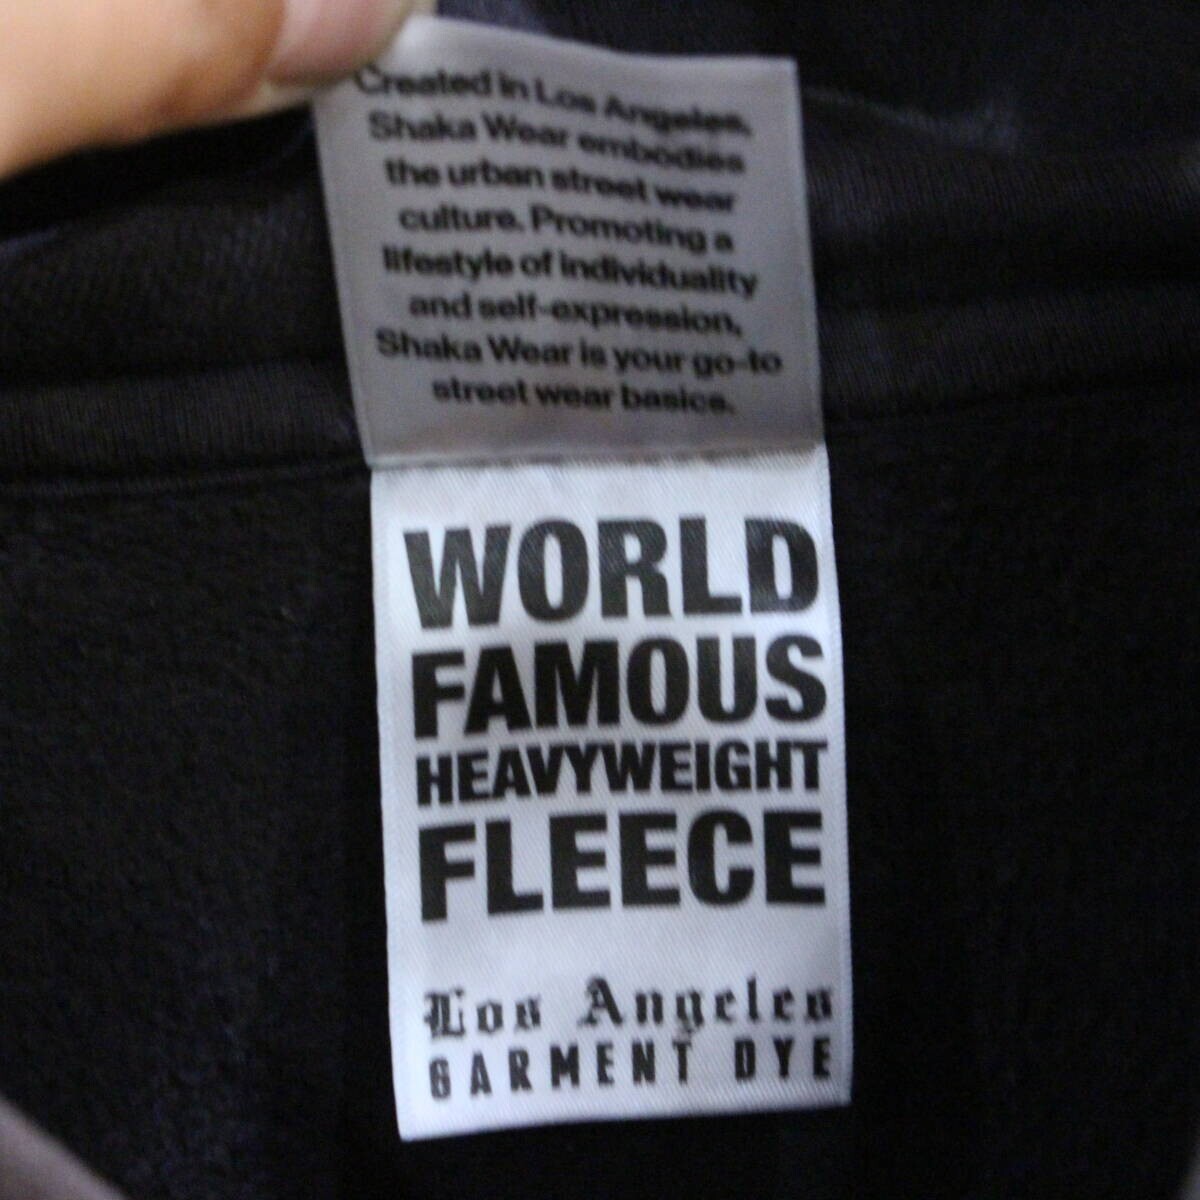 Created in Los Angeles,
Shaka Wear embodies
the urban street wear
culture. Promoting a
lifestyle of individuality
and self-expression,
Shaka Wear is your go-to
street wear basics.
WORLD
FAMOUS
HEAVYWEIGHT
FLEECE
Los Angeles
GARMENT DYE